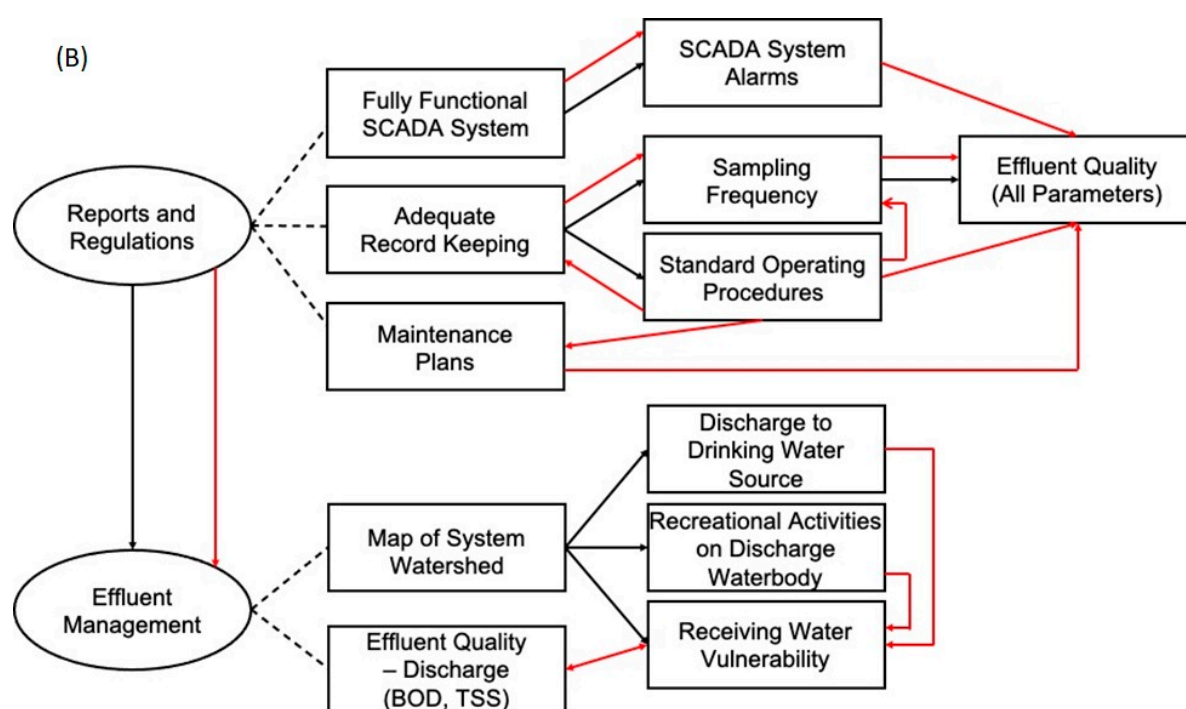 (B)
SCADA System
Alarms
Fully Functional
SCADA System
Sampling
Frequency
Effluent Quality
(All Parameters)
Reports and
Regulations
Adequate
Record Keeping
Standard Operating
Procedures
Maintenance
Plans
Discharge to
Drinking Water
Source
Map of System
Watershed
Recreational Activities
on Discharge
Waterbody
Effluent
Management
Effluent Quality
– Discharge
(BOD, TSS)
Receiving Water
Vulnerability